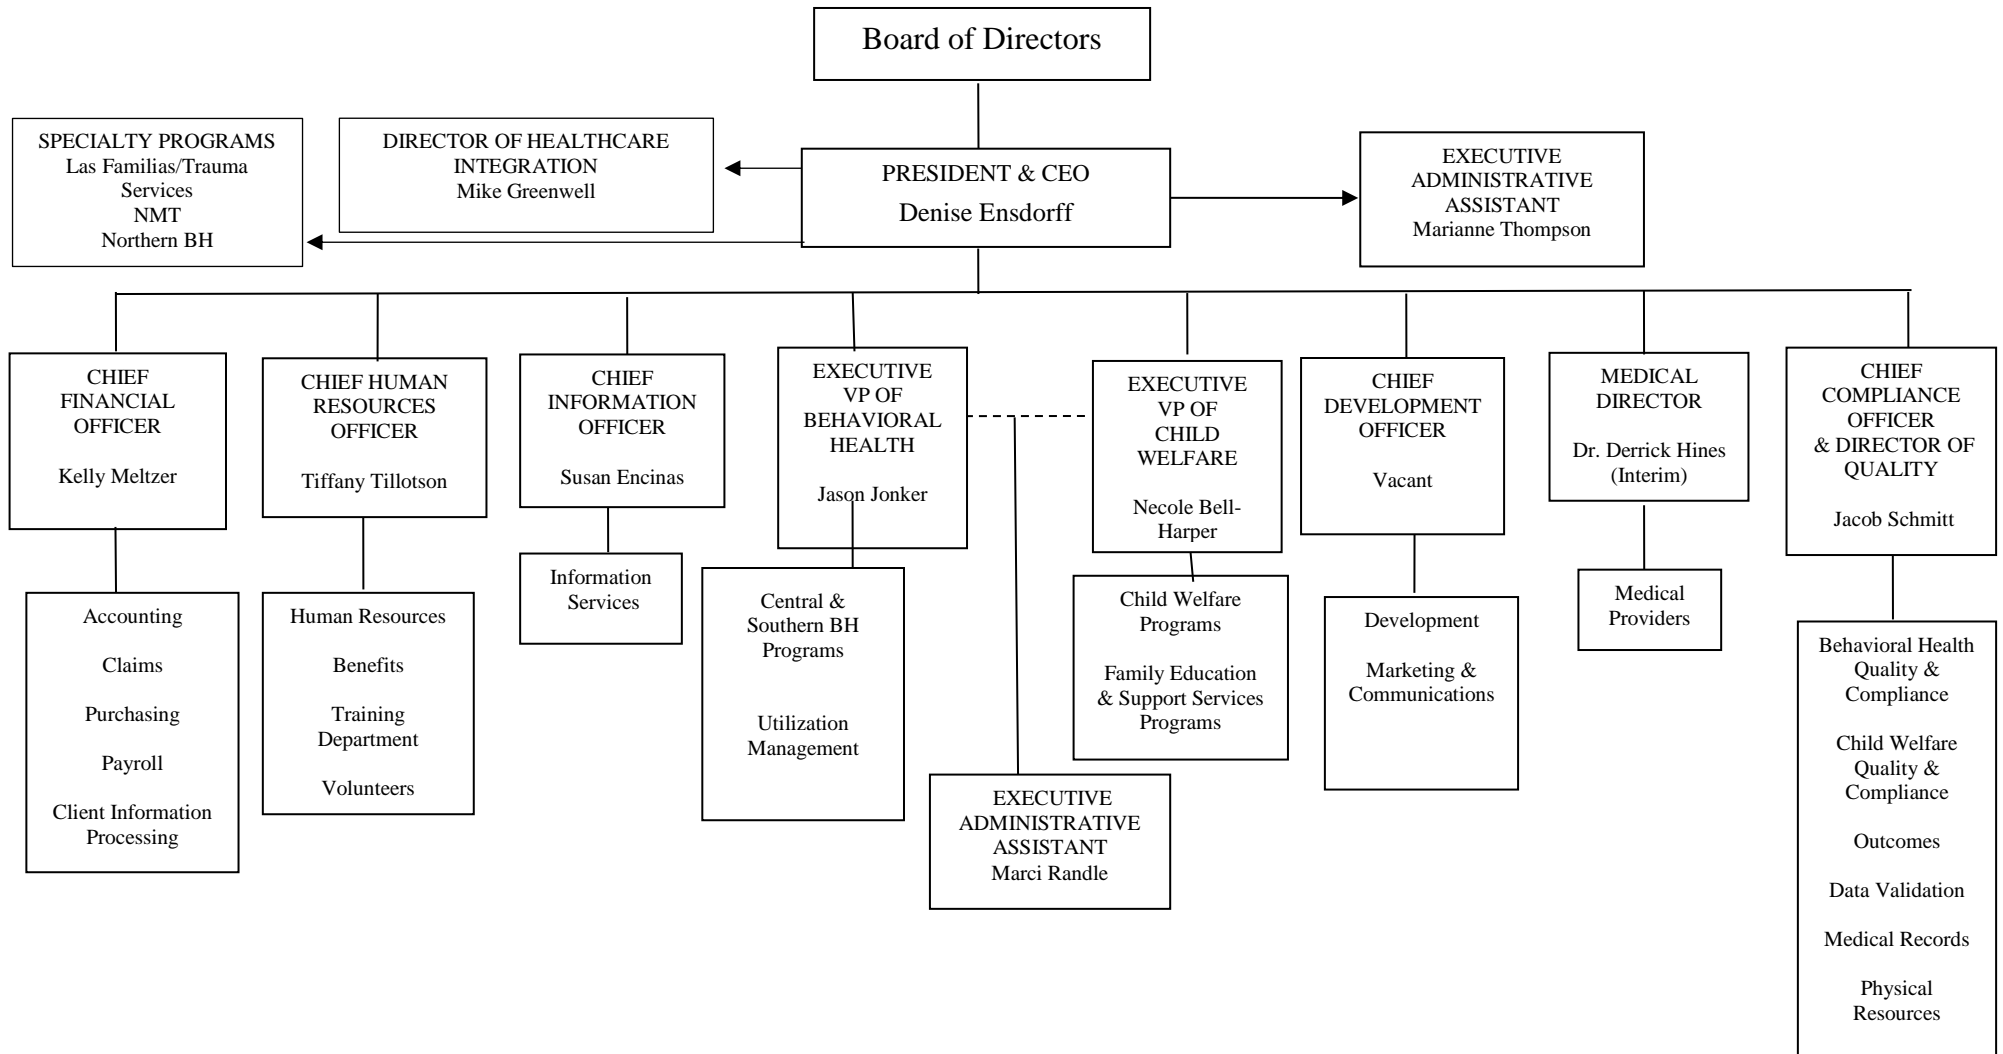 Board of Directors
SPECIALTY PROGRAMS
Las Familias/Trauma
Services
NMT
Northern BH
DIRECTOR OF HEALTHCARE
INTEGRATION
Mike Greenwell
PRESIDENT & CEO
Denise Ensdorff
EXECUTIVE
ADMINISTRATIVE
ASSISTANT
Marianne Thompson
CHIEF
FINANCIAL
OFFICER
Kelly Meltzer
CHIEF HUMAN
RESOURCES
OFFICER
Tiffany Tillotson
CHIEF
INFORMATION
OFFICER
Susan Encinas
EXECUTIVE
VP OF
BEHAVIORAL
HEALTH
Jason Jonker
EXECUTIVE
VP OF
CHILD
WELFARE
Necole Bell-
Harper
CHIEF
DEVELOPMENT
OFFICER
Vacant
MEDICAL
DIRECTOR
Dr. Derrick Hines
(Interim)
CHIEF
COMPLIANCE
OFFICER
& DIRECTOR OF
QUALITY
Jacob Schmitt
Accounting
Claims
Purchasing
Payroll
Client Information
Processing
Human Resources
Benefits
Training
Department
Volunteers
Information
Services
Central &
Southern BH
Programs
Utilization
Management
EXECUTIVE
ADMINISTRATIVE
ASSISTANT
Marci Randle
Child Welfare
Programs
Family Education
& Support Services
Programs
Development
Marketing &
Communications
Medical
Providers
Behavioral Health
Quality &
Compliance
Child Welfare
Quality &
Compliance
Outcomes
Data Validation
Medical Records
Physical
Resources